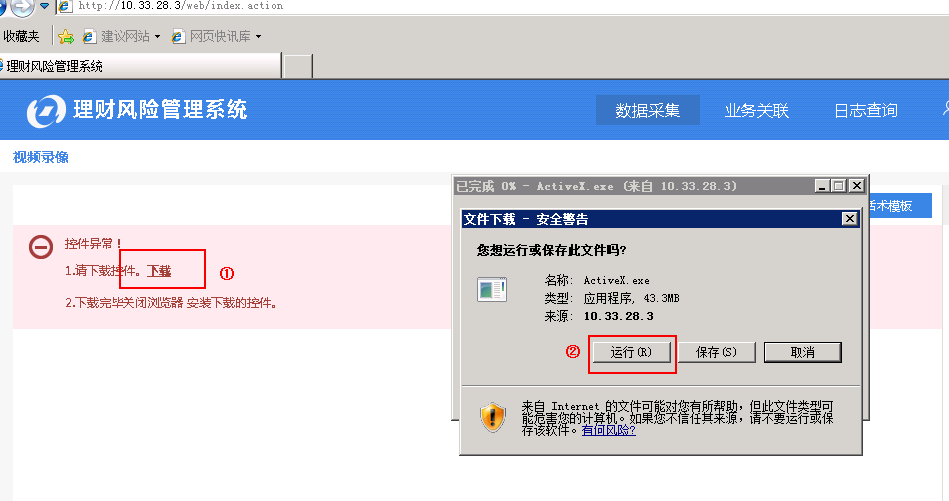 http://10.33.28.3/web/index.action
收藏夹 建议网站 网页快讯库
理财风险管理系统
理财风险管理系统 数据采集 业务关联 日志查询
视频录像
话术模板
控件异常！
1.请下载控件。下载 ①
2.下载完毕关闭浏览器 安装下载的控件。
已完成 0% - ActiveX.exe (来自 10.33.28.3)
文件下载 - 安全警告
您想运行或保存此文件吗?
名称: ActiveX.exe
类型: 应用程序, 43.3MB
来源: 10.33.28.3
② 运行(R) 保存(S) 取消
来自 Internet 的文件可能对您有所帮助，但此文件类型可
能危害您的计算机。如果您不信任其来源，请不要运行或保
存该软件。有何风险?